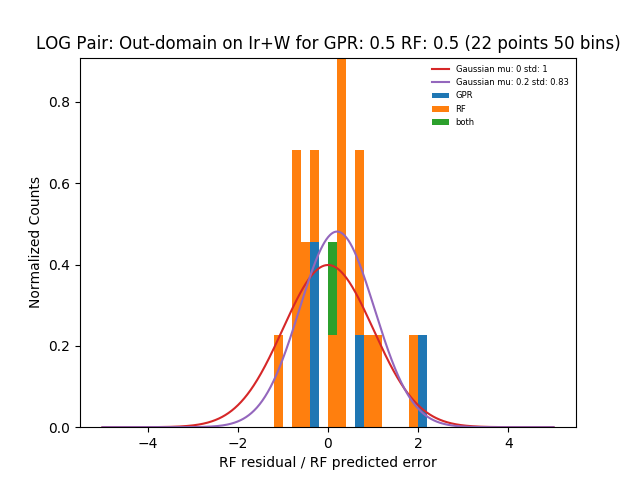 LOG Pair: Out-domain on Ir+W for GPR: 0.5 RF: 0.5 (22 points 50 bins)
Gaussian mu: 0 std: 1
Gaussian mu: 0.2 std: 0.83
GPR
RF
both
0.8
0.6
0.4
0.2
0.0
Normalized Counts
−4
−2
0
2
4
RF residual / RF predicted error